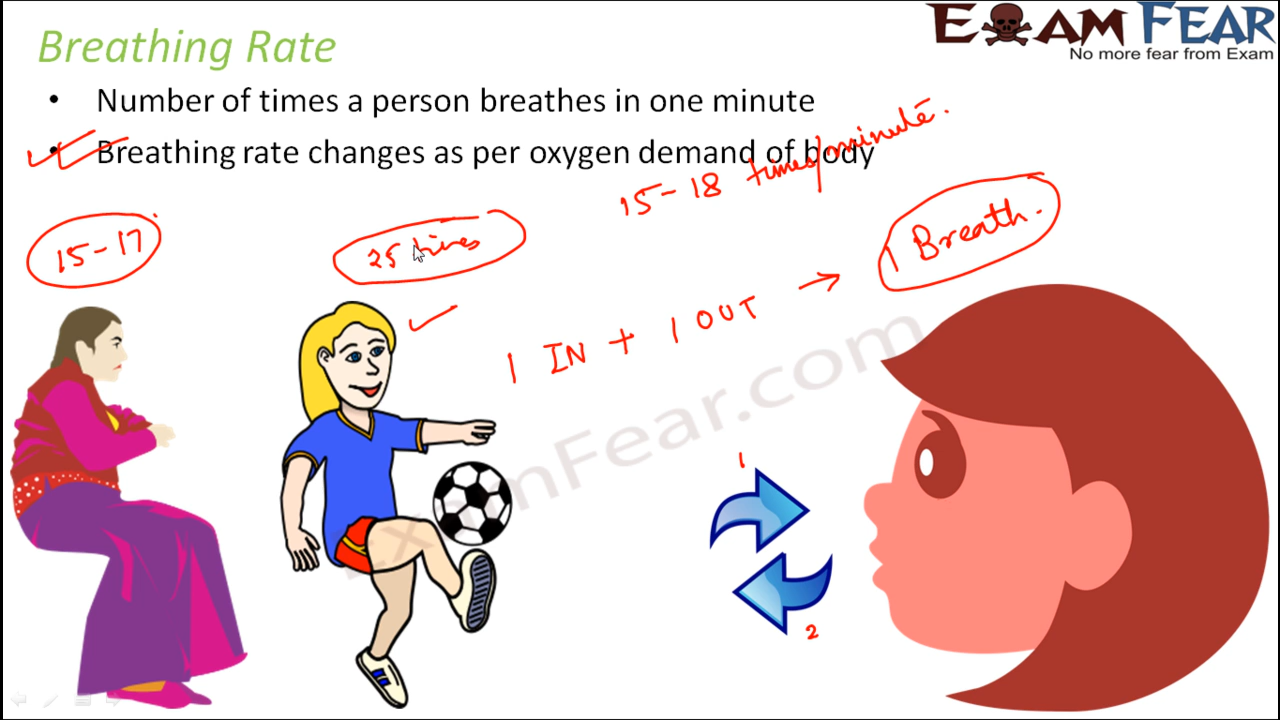 Breathing Rate
EXAM FEAR
No more fear from Exam
• Number of times a person breathes in one minute
• Breathing rate changes as per oxygen demand of body
15-18 times/minute.
15-17
25 times
1 Breath.
1 IN + 1 OUT →
ExamFear.com
1
2